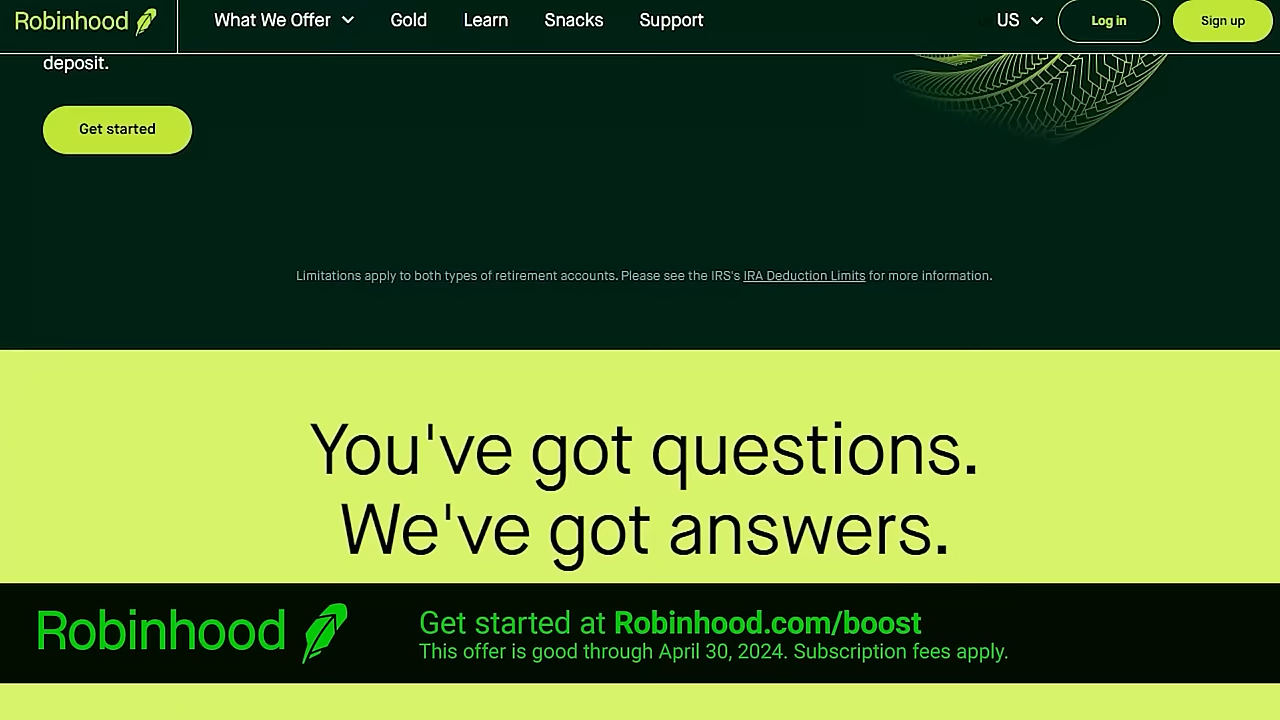 Robinhood What We Offer Gold Learn Snacks Support US Log in Sign up
deposit.
Get started
Limitations apply to both types of retirement accounts. Please see the IRS's IRA Deduction Limits for more information.
You've got questions.
We've got answers.
Robinhood
Get started at Robinhood.com/boost
This offer is good through April 30, 2024. Subscription fees apply.